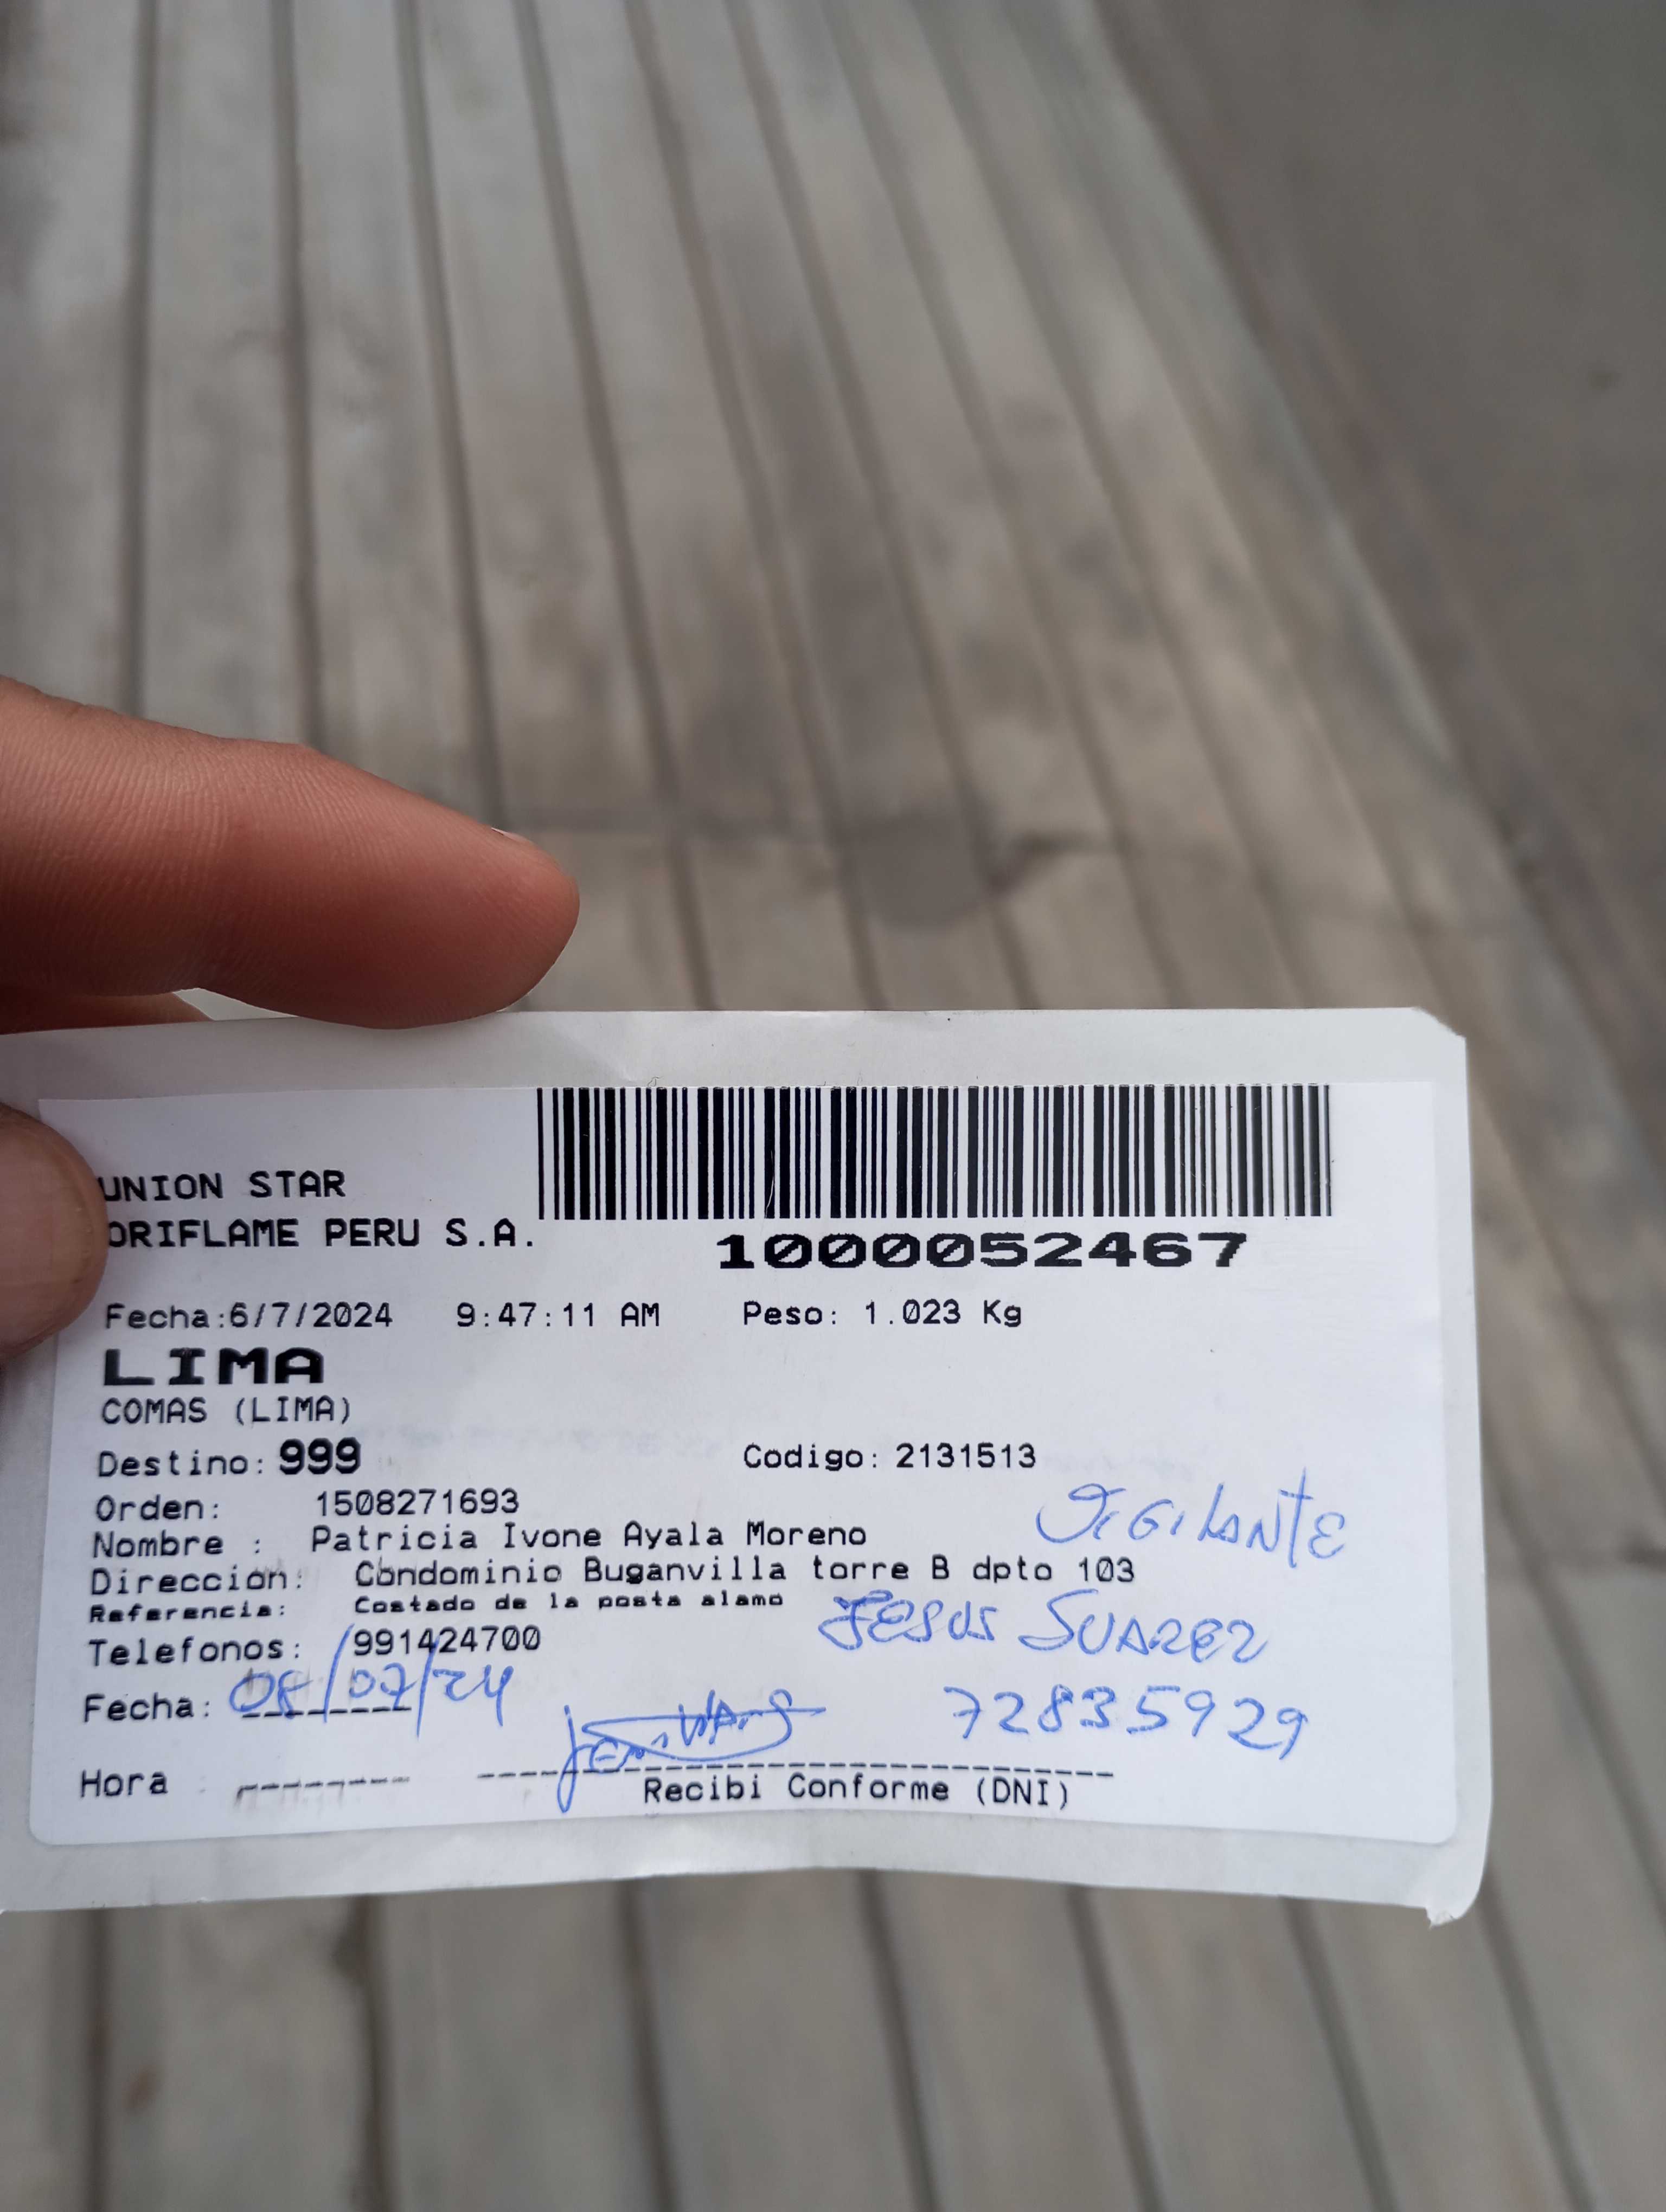 UNION STAR
ORIFLAME PERU S.A.
1000052467
Fecha:6/7/2024 9:47:11 AM Peso: 1.023 Kg
LIMA
COMAS (LIMA)
Destino: 999 Codigo: 2131513
Orden: 1508271693
VIGILANTE
Nombre : Patricia Ivone Ayala Moreno
Direccion: Condominio Buganvilla torre B dpto 103
Referencia: Costado de la posta alamo
JESUS SUAREZ
Telefonos: 991424700
Fecha: 08/07/24
72835929
Hora :
Recibi Conforme (DNI)